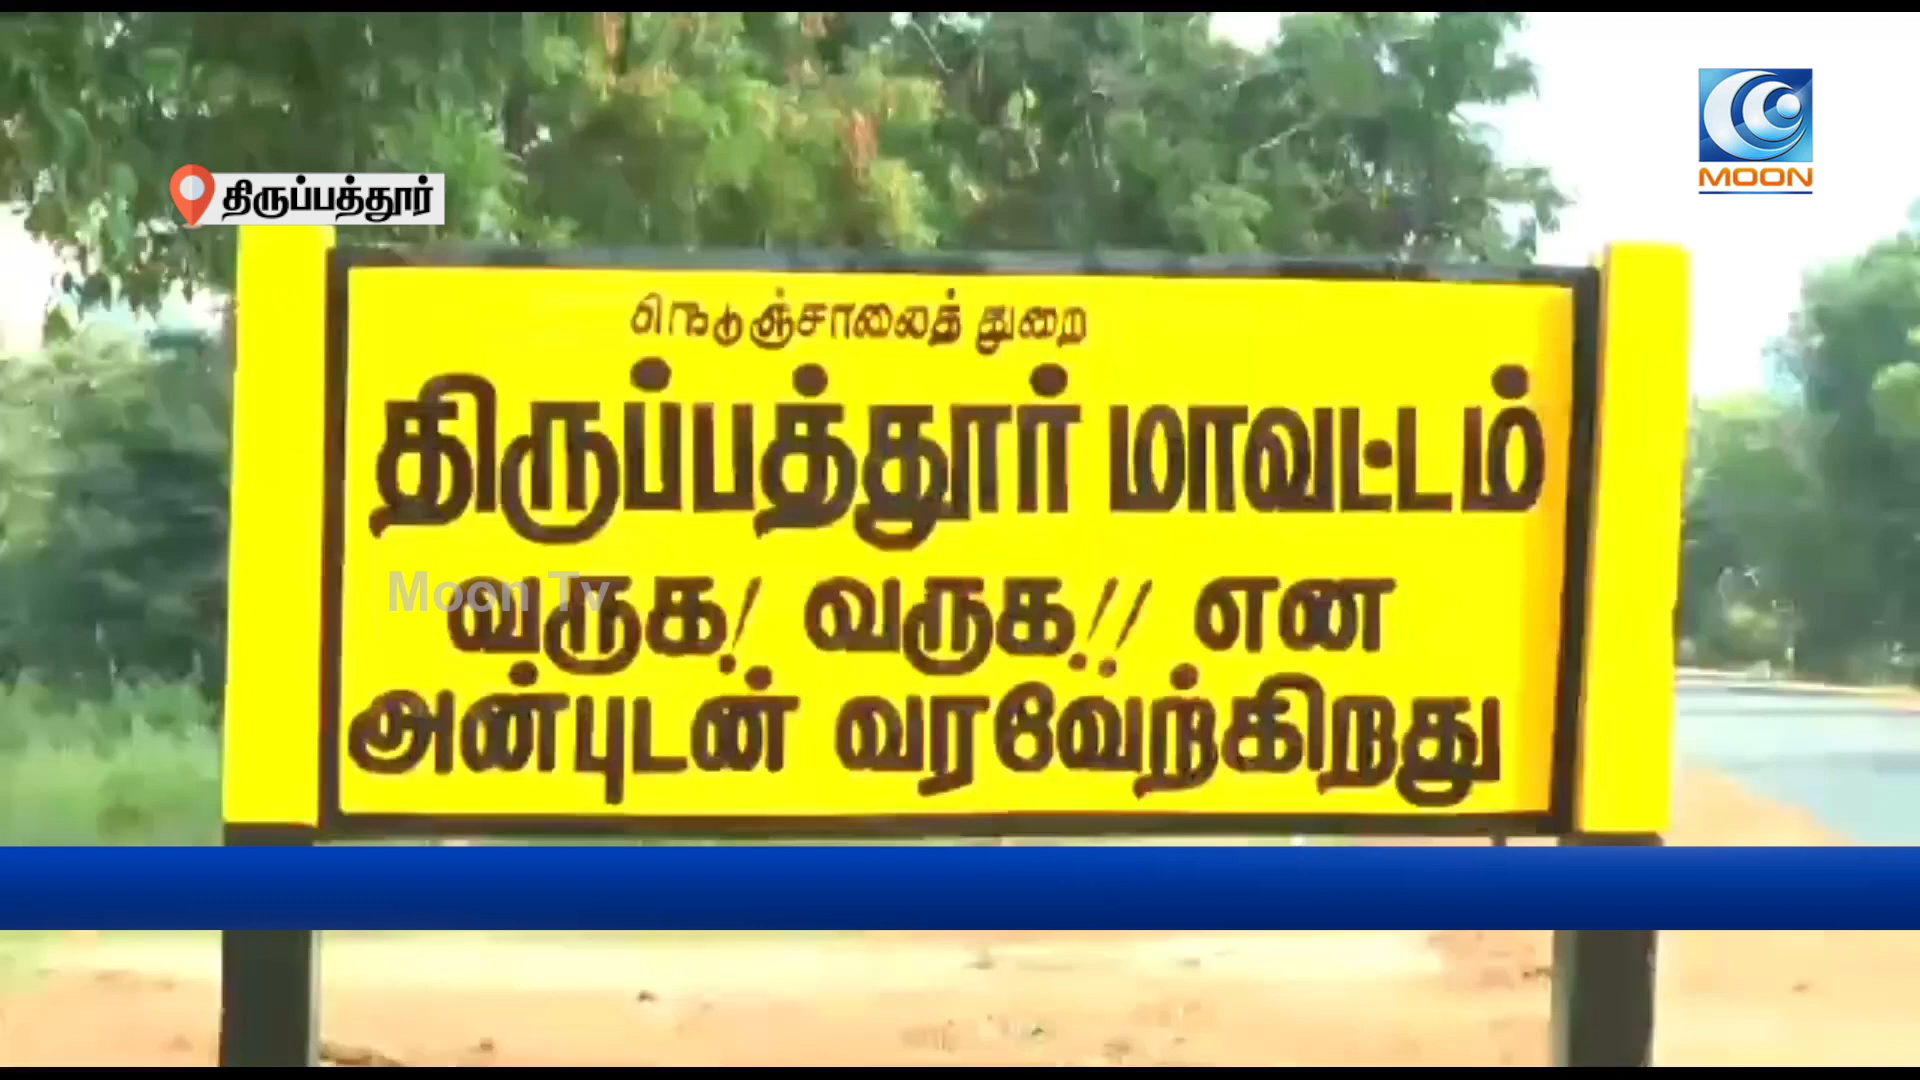 MOON
திருப்பத்தூர்
நெடுஞ்சாலைத் துறை
திருப்பத்தூர் மாவட்டம்
வருக! வருக!! என
Moon Tv
அன்புடன் வரவேற்கிறது